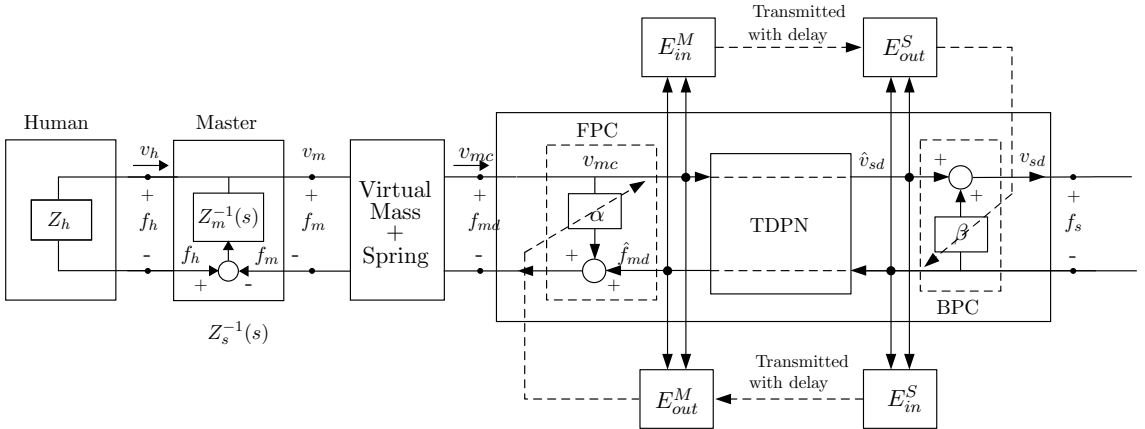 Transmitted
with delay
E_{in}^{M}
E_{out}^{S}
Human
Master
FPC
v_h
v_m
v_{mc}
v_{mc}
\hat{v}_{sd}
v_{sd}
+
+
+
+
+
+
Z_h
Z_m^{-1}(s)
f_h
f_m
Virtual
Mass
+
Spring
f_{md}
α
TDPN
β
f_s
f_h
f_m
+
\hat{f}_{md}
-
-
-
-
+
-
+
BPC
Z_s^{-1}(s)
Transmitted
with delay
E_{out}^{M}
E_{in}^{S}